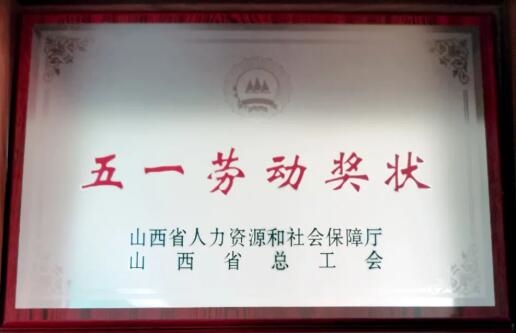 五一劳动奖状
山西省人力资源和社会保障厅
山西省总工会